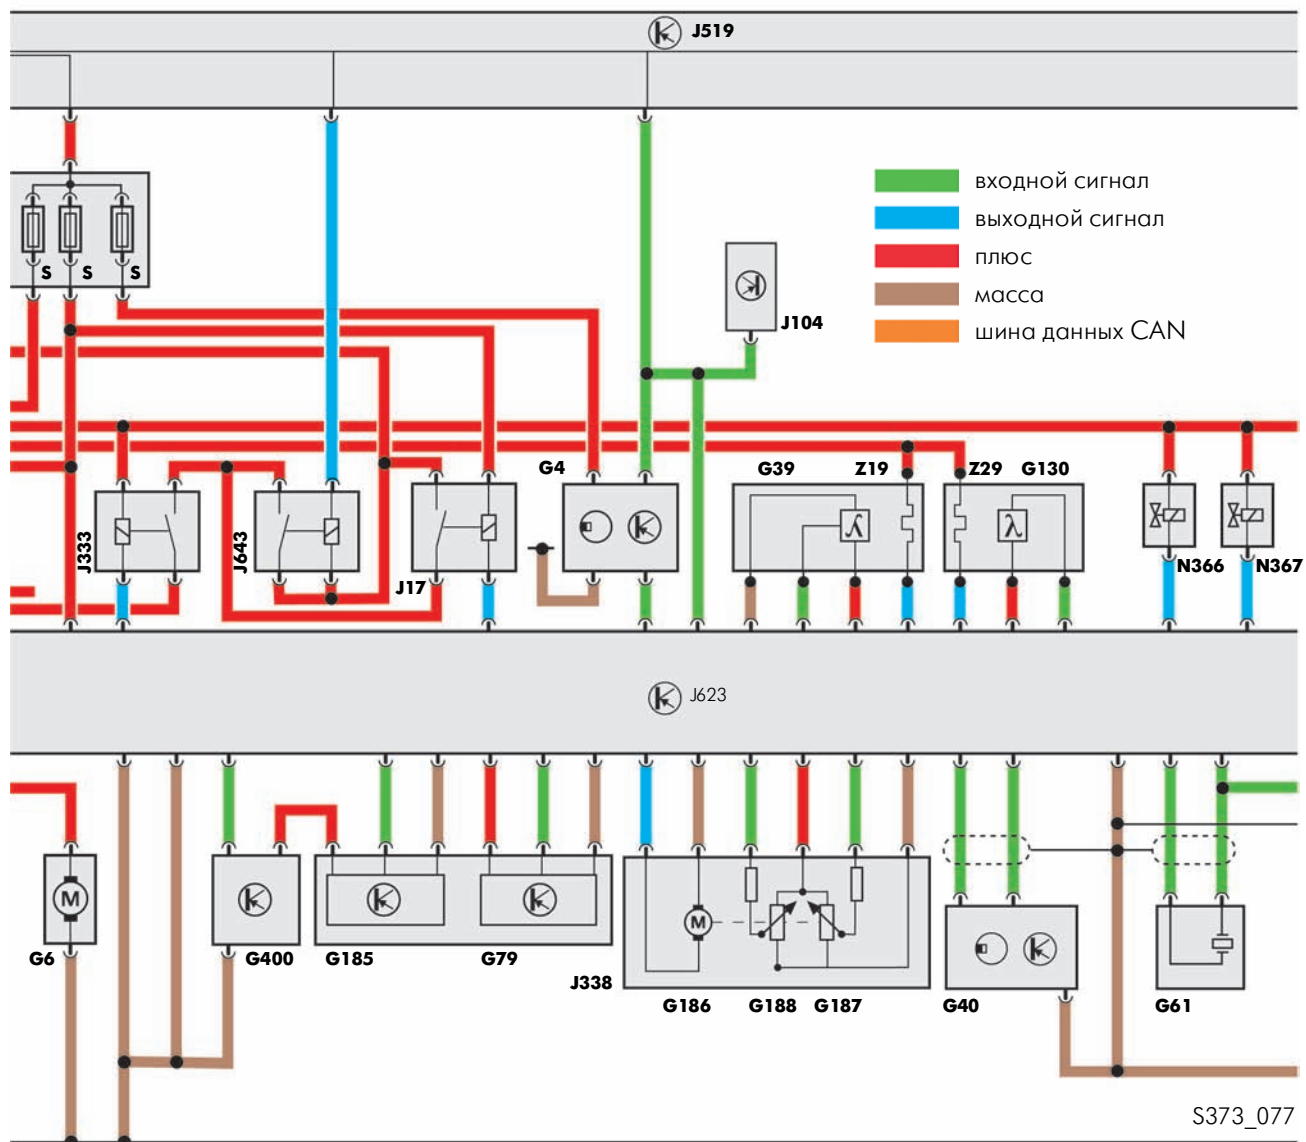 J519
входной сигнал
выходной сигнал
плюс
масса
шина данных CAN
S S S
J104
G4 G39 Z19 Z29 G130
J333 J643 J17 N366 N367
J623
M
G6 G400 G185 G79
J338
M
G186 G188 G187 G40 G61
λ λ
S373_077